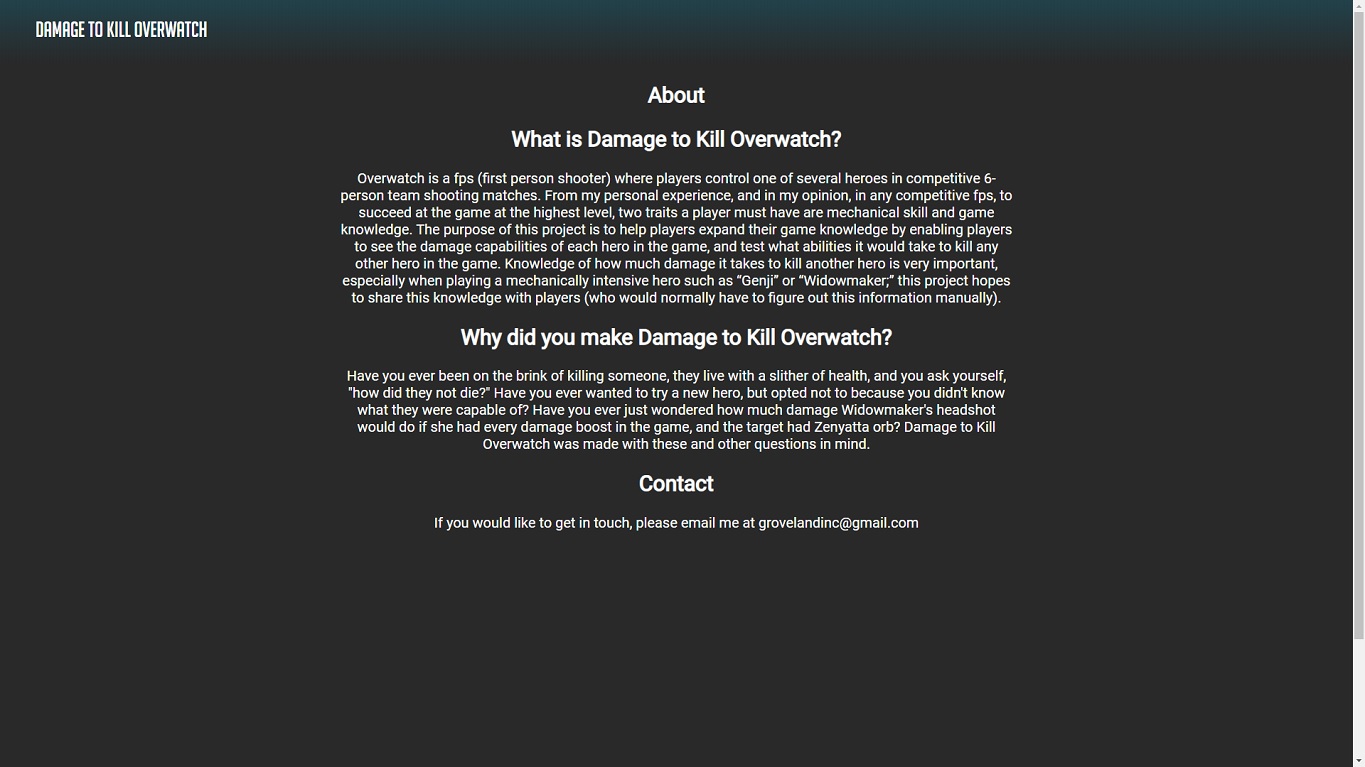 DAMAGE TO KILL OVERWATCH
About
What is Damage to Kill Overwatch?
Overwatch is a fps (first person shooter) where players control one of several heroes in competitive 6-
person team shooting matches. From my personal experience, and in my opinion, in any competitive fps, to
succeed at the game at the highest level, two traits a player must have are mechanical skill and game
knowledge. The purpose of this project is to help players expand their game knowledge by enabling players
to see the damage capabilities of each hero in the game, and test what abilities it would take to kill any
other hero in the game. Knowledge of how much damage it takes to kill another hero is very important,
especially when playing a mechanically intensive hero such as “Genji” or “Widowmaker;” this project hopes
to share this knowledge with players (who would normally have to figure out this information manually).
Why did you make Damage to Kill Overwatch?
Have you ever been on the brink of killing someone, they live with a slither of health, and you ask yourself,
"how did they not die?" Have you ever wanted to try a new hero, but opted not to because you didn't know
what they were capable of? Have you ever just wondered how much damage Widowmaker's headshot
would do if she had every damage boost in the game, and the target had Zenyatta orb? Damage to Kill
Overwatch was made with these and other questions in mind.
Contact
If you would like to get in touch, please email me at grovelandinc@gmail.com